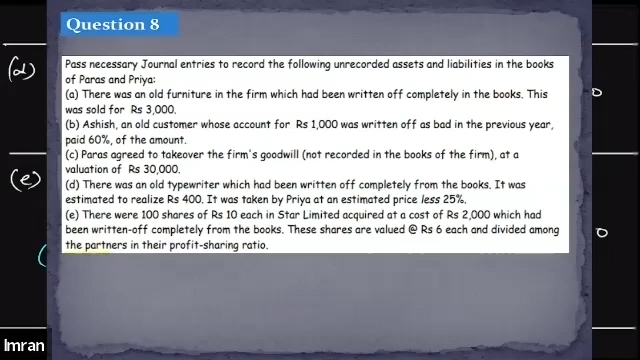 Question 8
Pass necessary Journal entries to record the following unrecorded assets and liabilities in the books
of Paras and Priya:
(a) There was an old furniture in the firm which had been written off completely in the books. This
was sold for Rs 3,000.
(b) Ashish, an old customer whose account for Rs 1,000 was written off as bad in the previous year,
paid 60%, of the amount.
(c) Paras agreed to takeover the firm's goodwill (not recorded in the books of the firm), at a
valuation of Rs 30,000.
(d) There was an old typewriter which had been written off completely from the books. It was
estimated to realize Rs 400. It was taken by Priya at an estimated price less 25%.
(e) There were 100 shares of Rs 10 each in Star Limited acquired at a cost of Rs 2,000 which had
been written-off completely from the books. These shares are valued @ Rs 6 each and divided among
the partners in their profit-sharing ratio.
(d)
(e)
0
0
Imran